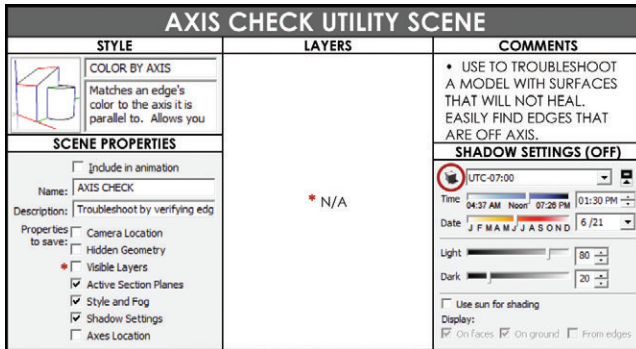 AXIS CHECK UTILITY SCENE
STYLE
COLOR BY AXIS
Matches an edge's
color to the axis it is
parallel to. Allows you
SCENE PROPERTIES
Include in animation
Name: AXIS CHECK
Description: Troubleshoot by verifying edg
Properties
to save:
Camera Location
Hidden Geometry
* Visible Layers
Active Section Planes
Style and Fog
Shadow Settings
Axes Location
LAYERS
* N/A
COMMENTS
• USE TO TROUBLESHOOT
A MODEL WITH SURFACES
THAT WILL NOT HEAL.
EASILY FIND EDGES THAT
ARE OFF AXIS.
SHADOW SETTINGS (OFF)
UTC-07:00
Time 04:37 AM Noon 07:26 PM 01:30 PM
Date J F M A M J J A S O N D 6/21
Light 80
Dark 20
Use sun for shading
Display:
On faces On ground From edges